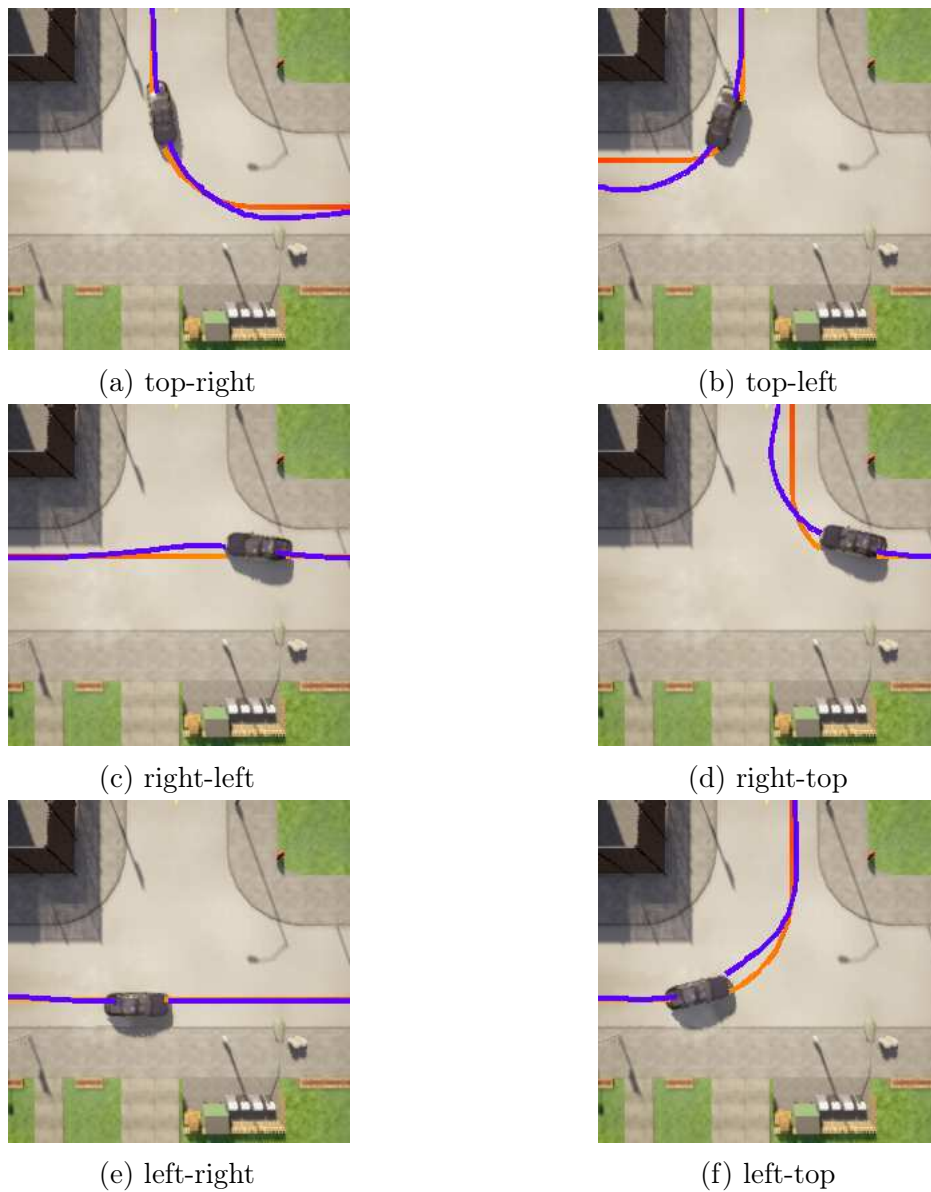 (a) top-right
(b) top-left
(c) right-left
(d) right-top
(e) left-right
(f) left-top